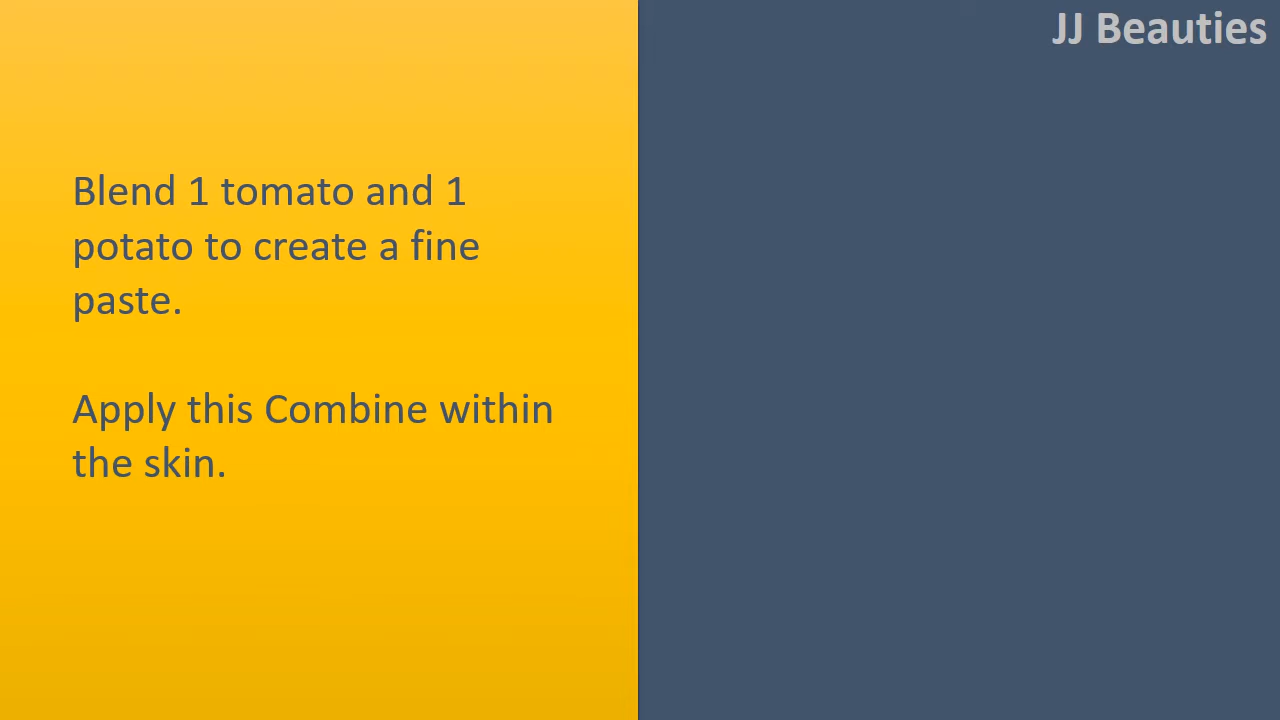 JJ Beauties
Blend 1 tomato and 1
potato to create a fine
paste.
Apply this Combine within
the skin.